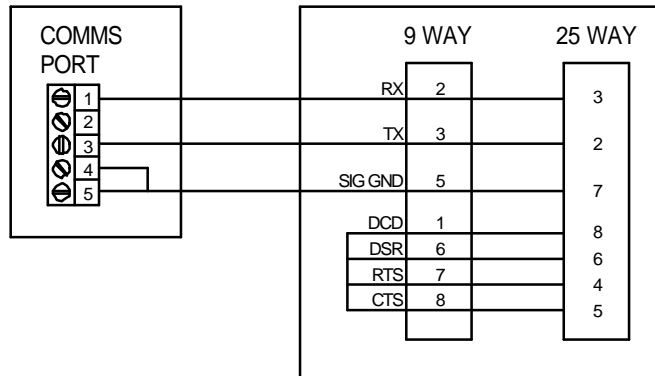 COMMS
PORT
1
2
3
4
5
9 WAY 25 WAY
RX 2 3
TX 3 2
SIG GND 5 7
DCD 1 8
DSR 6 6
RTS 7 4
CTS 8 5